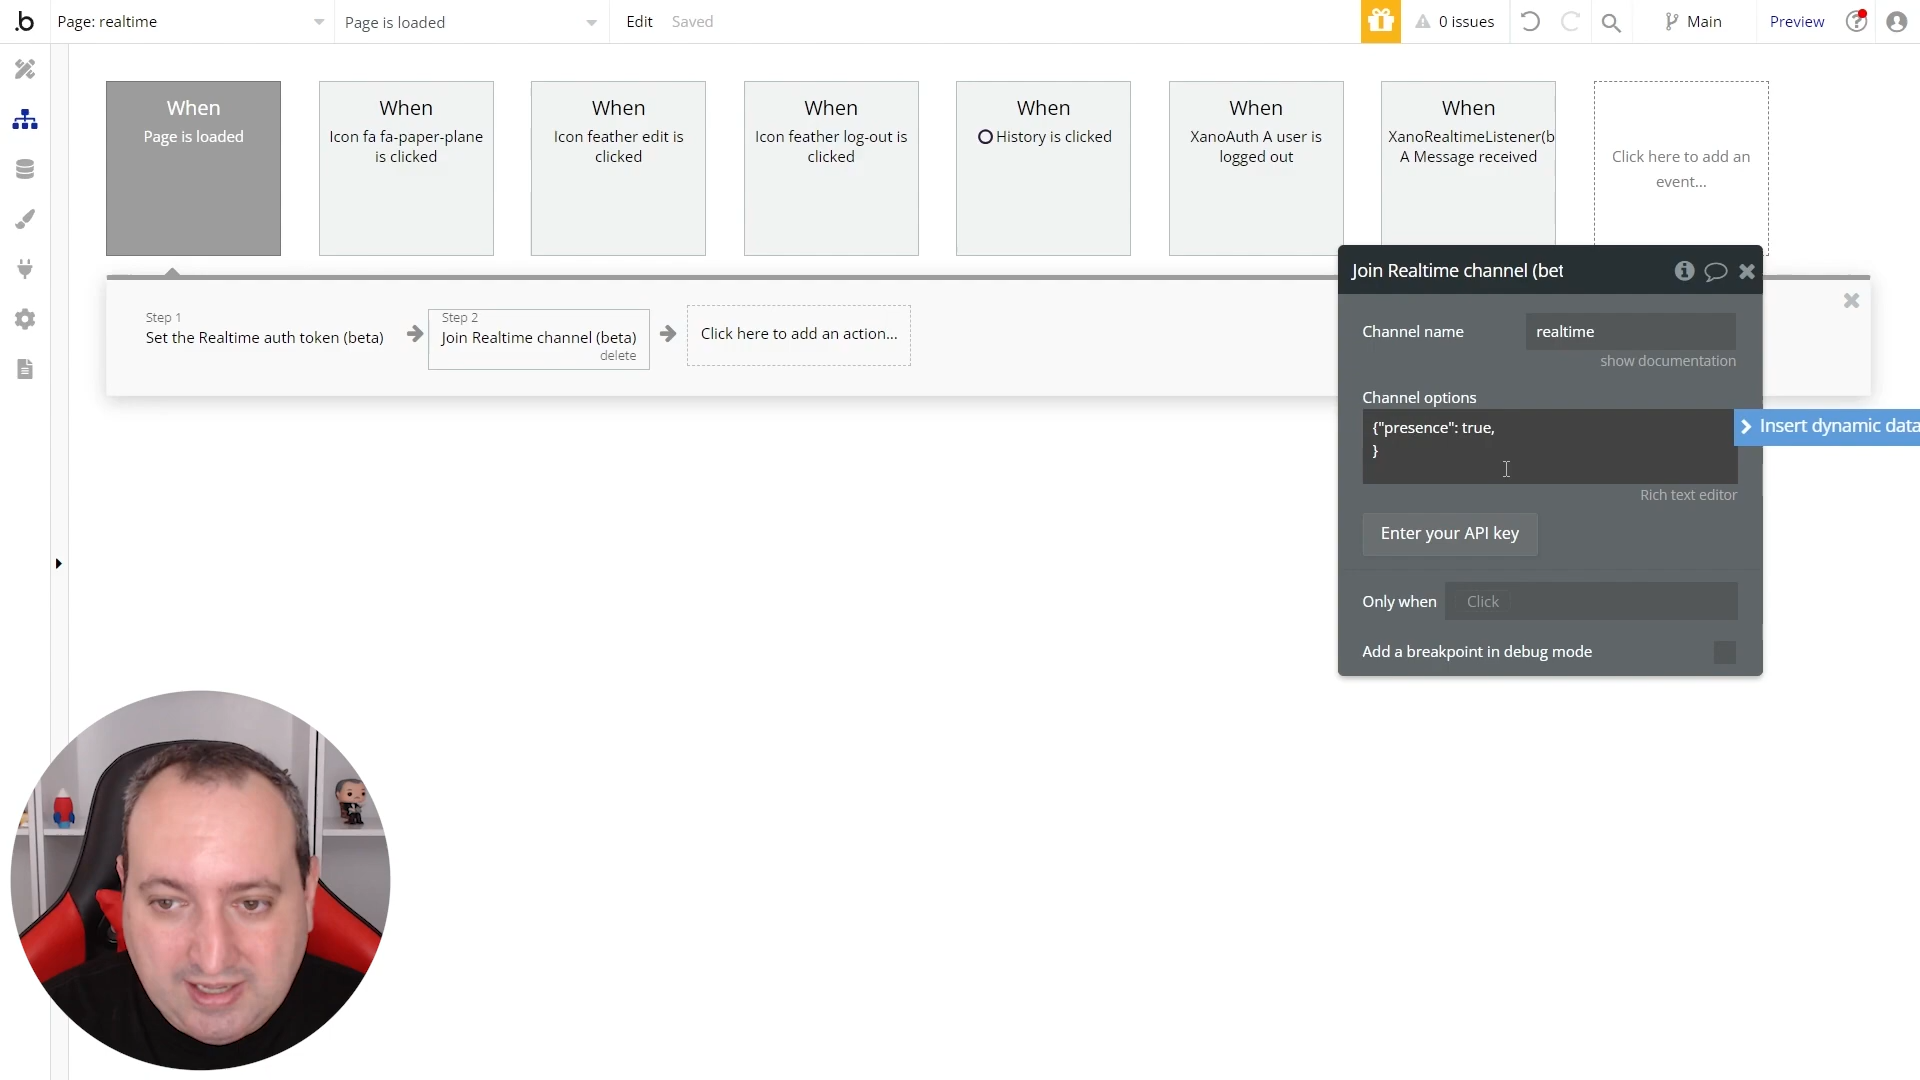 .b
Page: realtime
Page is loaded
Edit
Saved
0 issues
Main
Preview
When
Page is loaded
When
Icon fa fa-paper-plane
is clicked
When
Icon feather edit is
clicked
When
Icon feather log-out is
clicked
When
History is clicked
When
XanoAuth A user is
logged out
When
XanoRealtimeListener(b
A Message received
Click here to add an
event...
Step 1
Set the Realtime auth token (beta)
Step 2
Join Realtime channel (beta)
delete
Click here to add an action...
Join Realtime channel (bet
Channel name
realtime
show documentation
Channel options
{"presence": true,
}
Insert dynamic data
Rich text editor
Enter your API key
Only when
Click
Add a breakpoint in debug mode